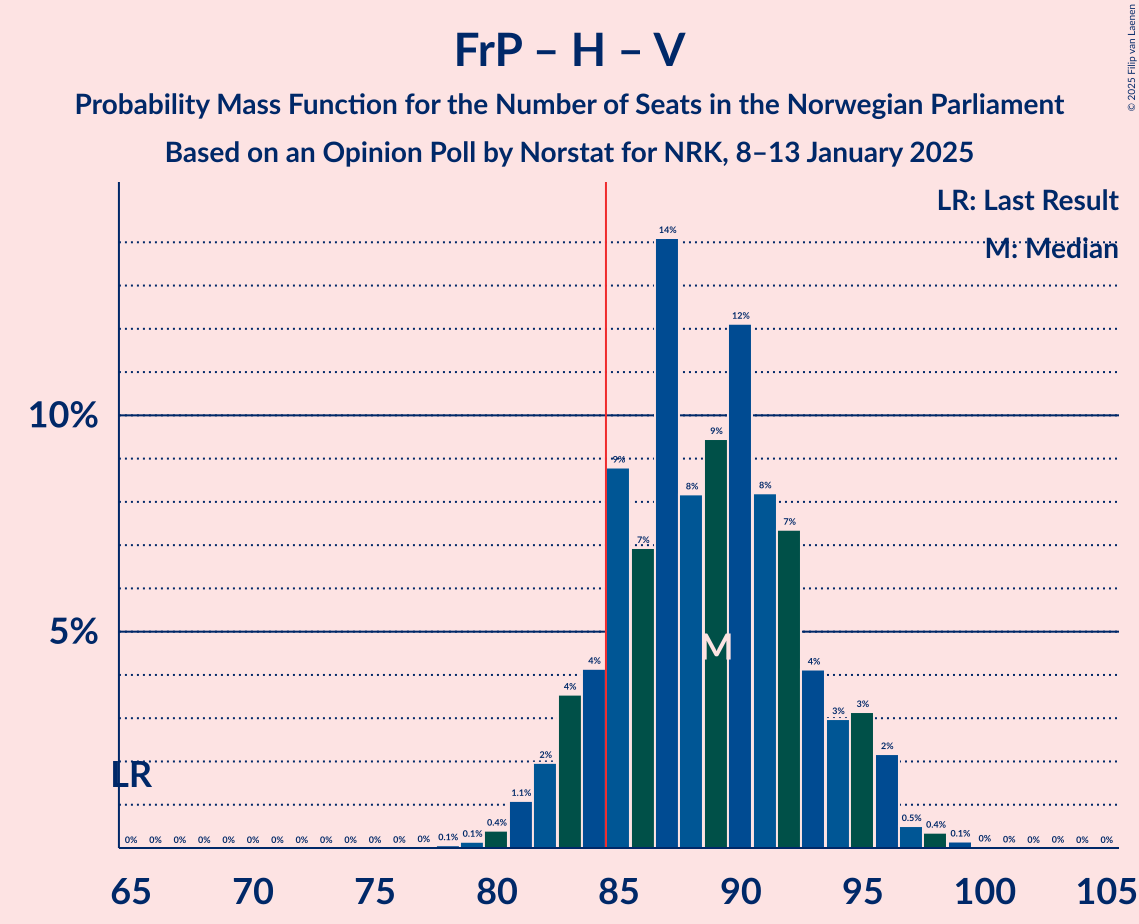 FrP – H – V
Probability Mass Function for the Number of Seats in the Norwegian Parliament
Based on an Opinion Poll by Norstat for NRK, 8–13 January 2025
© 2025 Filip van Laenen
LR: Last Result
M: Median
10%
5%
LR
M
0% 0% 0% 0% 0% 0% 0% 0% 0% 0% 0% 0% 0% 0.1% 0.1% 0.4% 1.1% 2% 4% 4% 9% 7% 14% 8% 9% 12% 8% 7% 4% 3% 3% 2% 0.5% 0.4% 0.1% 0% 0% 0% 0% 0% 0%
65 70 75 80 85 90 95 100 105